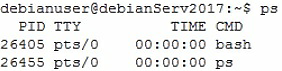 debianuser@debianServ2017:~$ ps
  PID TTY          TIME CMD
26405 pts/0    00:00:00 bash
26455 pts/0    00:00:00 ps